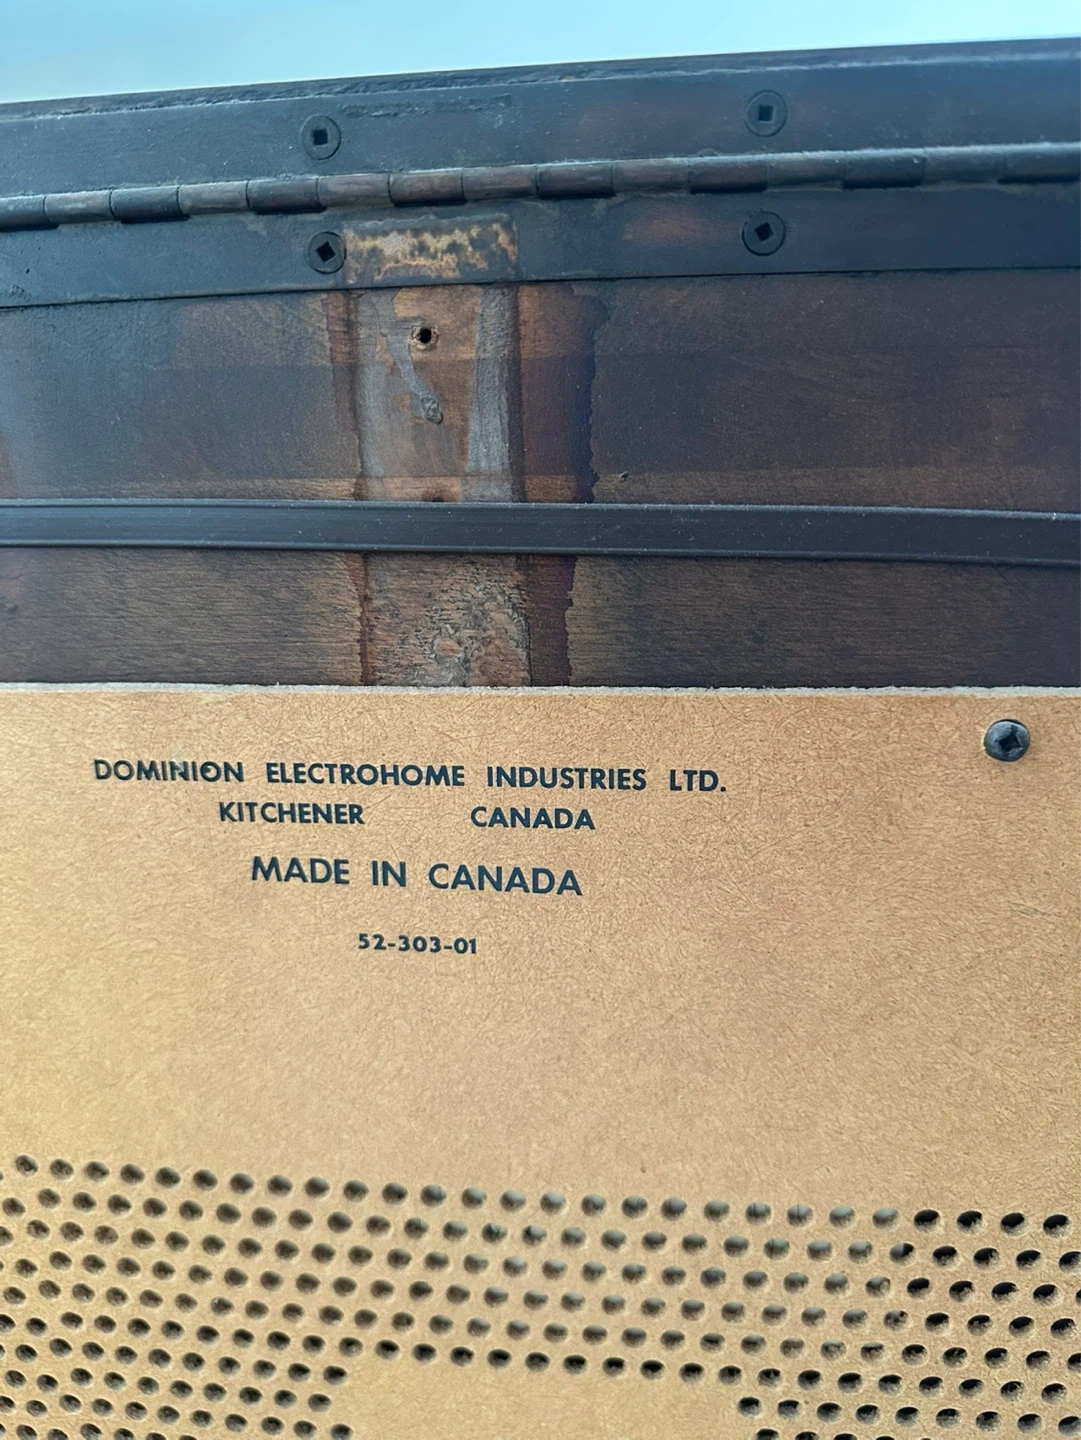 DOMINION ELECTROHOME INDUSTRIES LTD.
KITCHENER CANADA
MADE IN CANADA
52-303-01